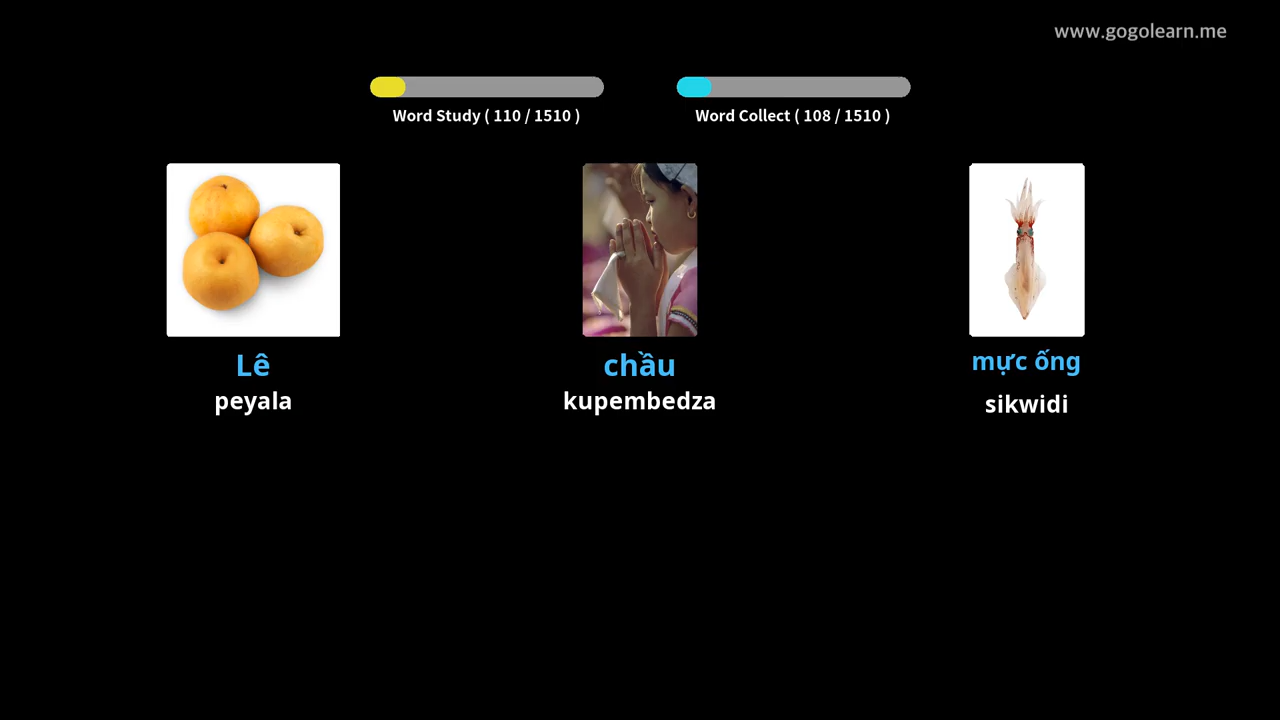 www.gogolearn.me
Word Study ( 110 / 1510 )
Word Collect ( 108 / 1510 )
Lê
peyala
chầu
kupembedza
mực ống
sikwidi